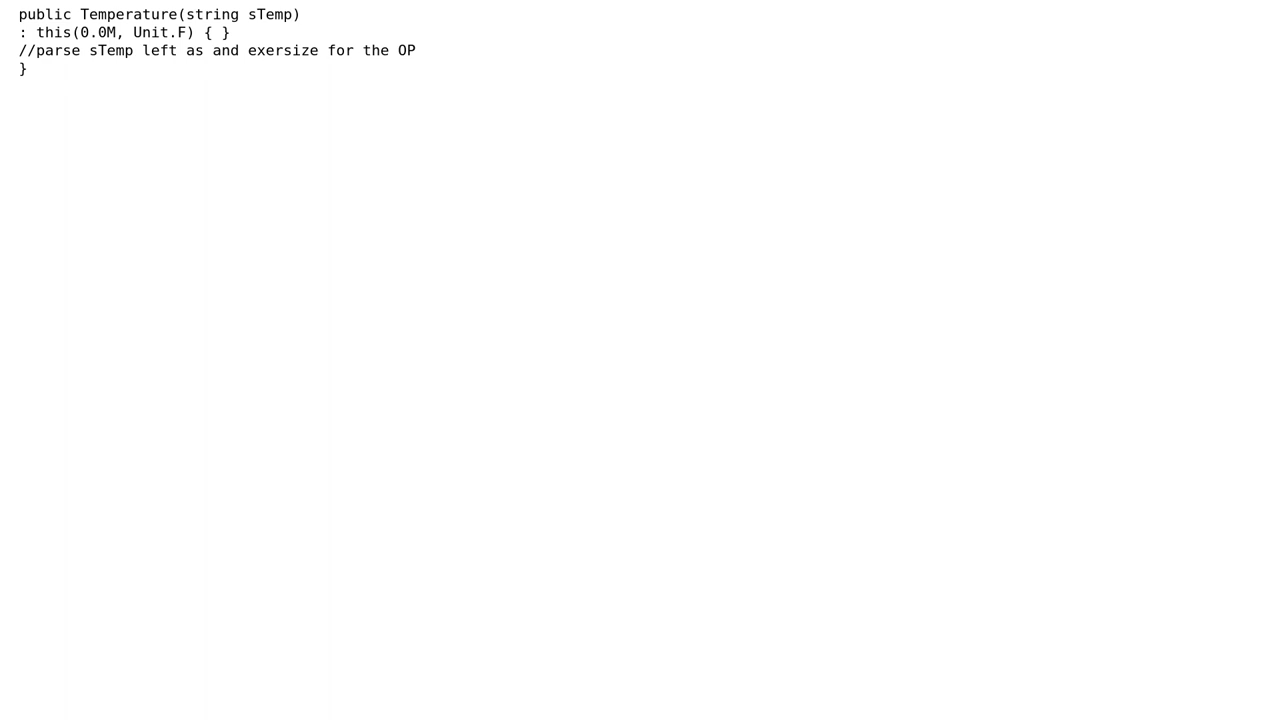 public Temperature(string sTemp)
: this(0.0M, Unit.F) { }
//parse sTemp left as and exersize for the OP
}